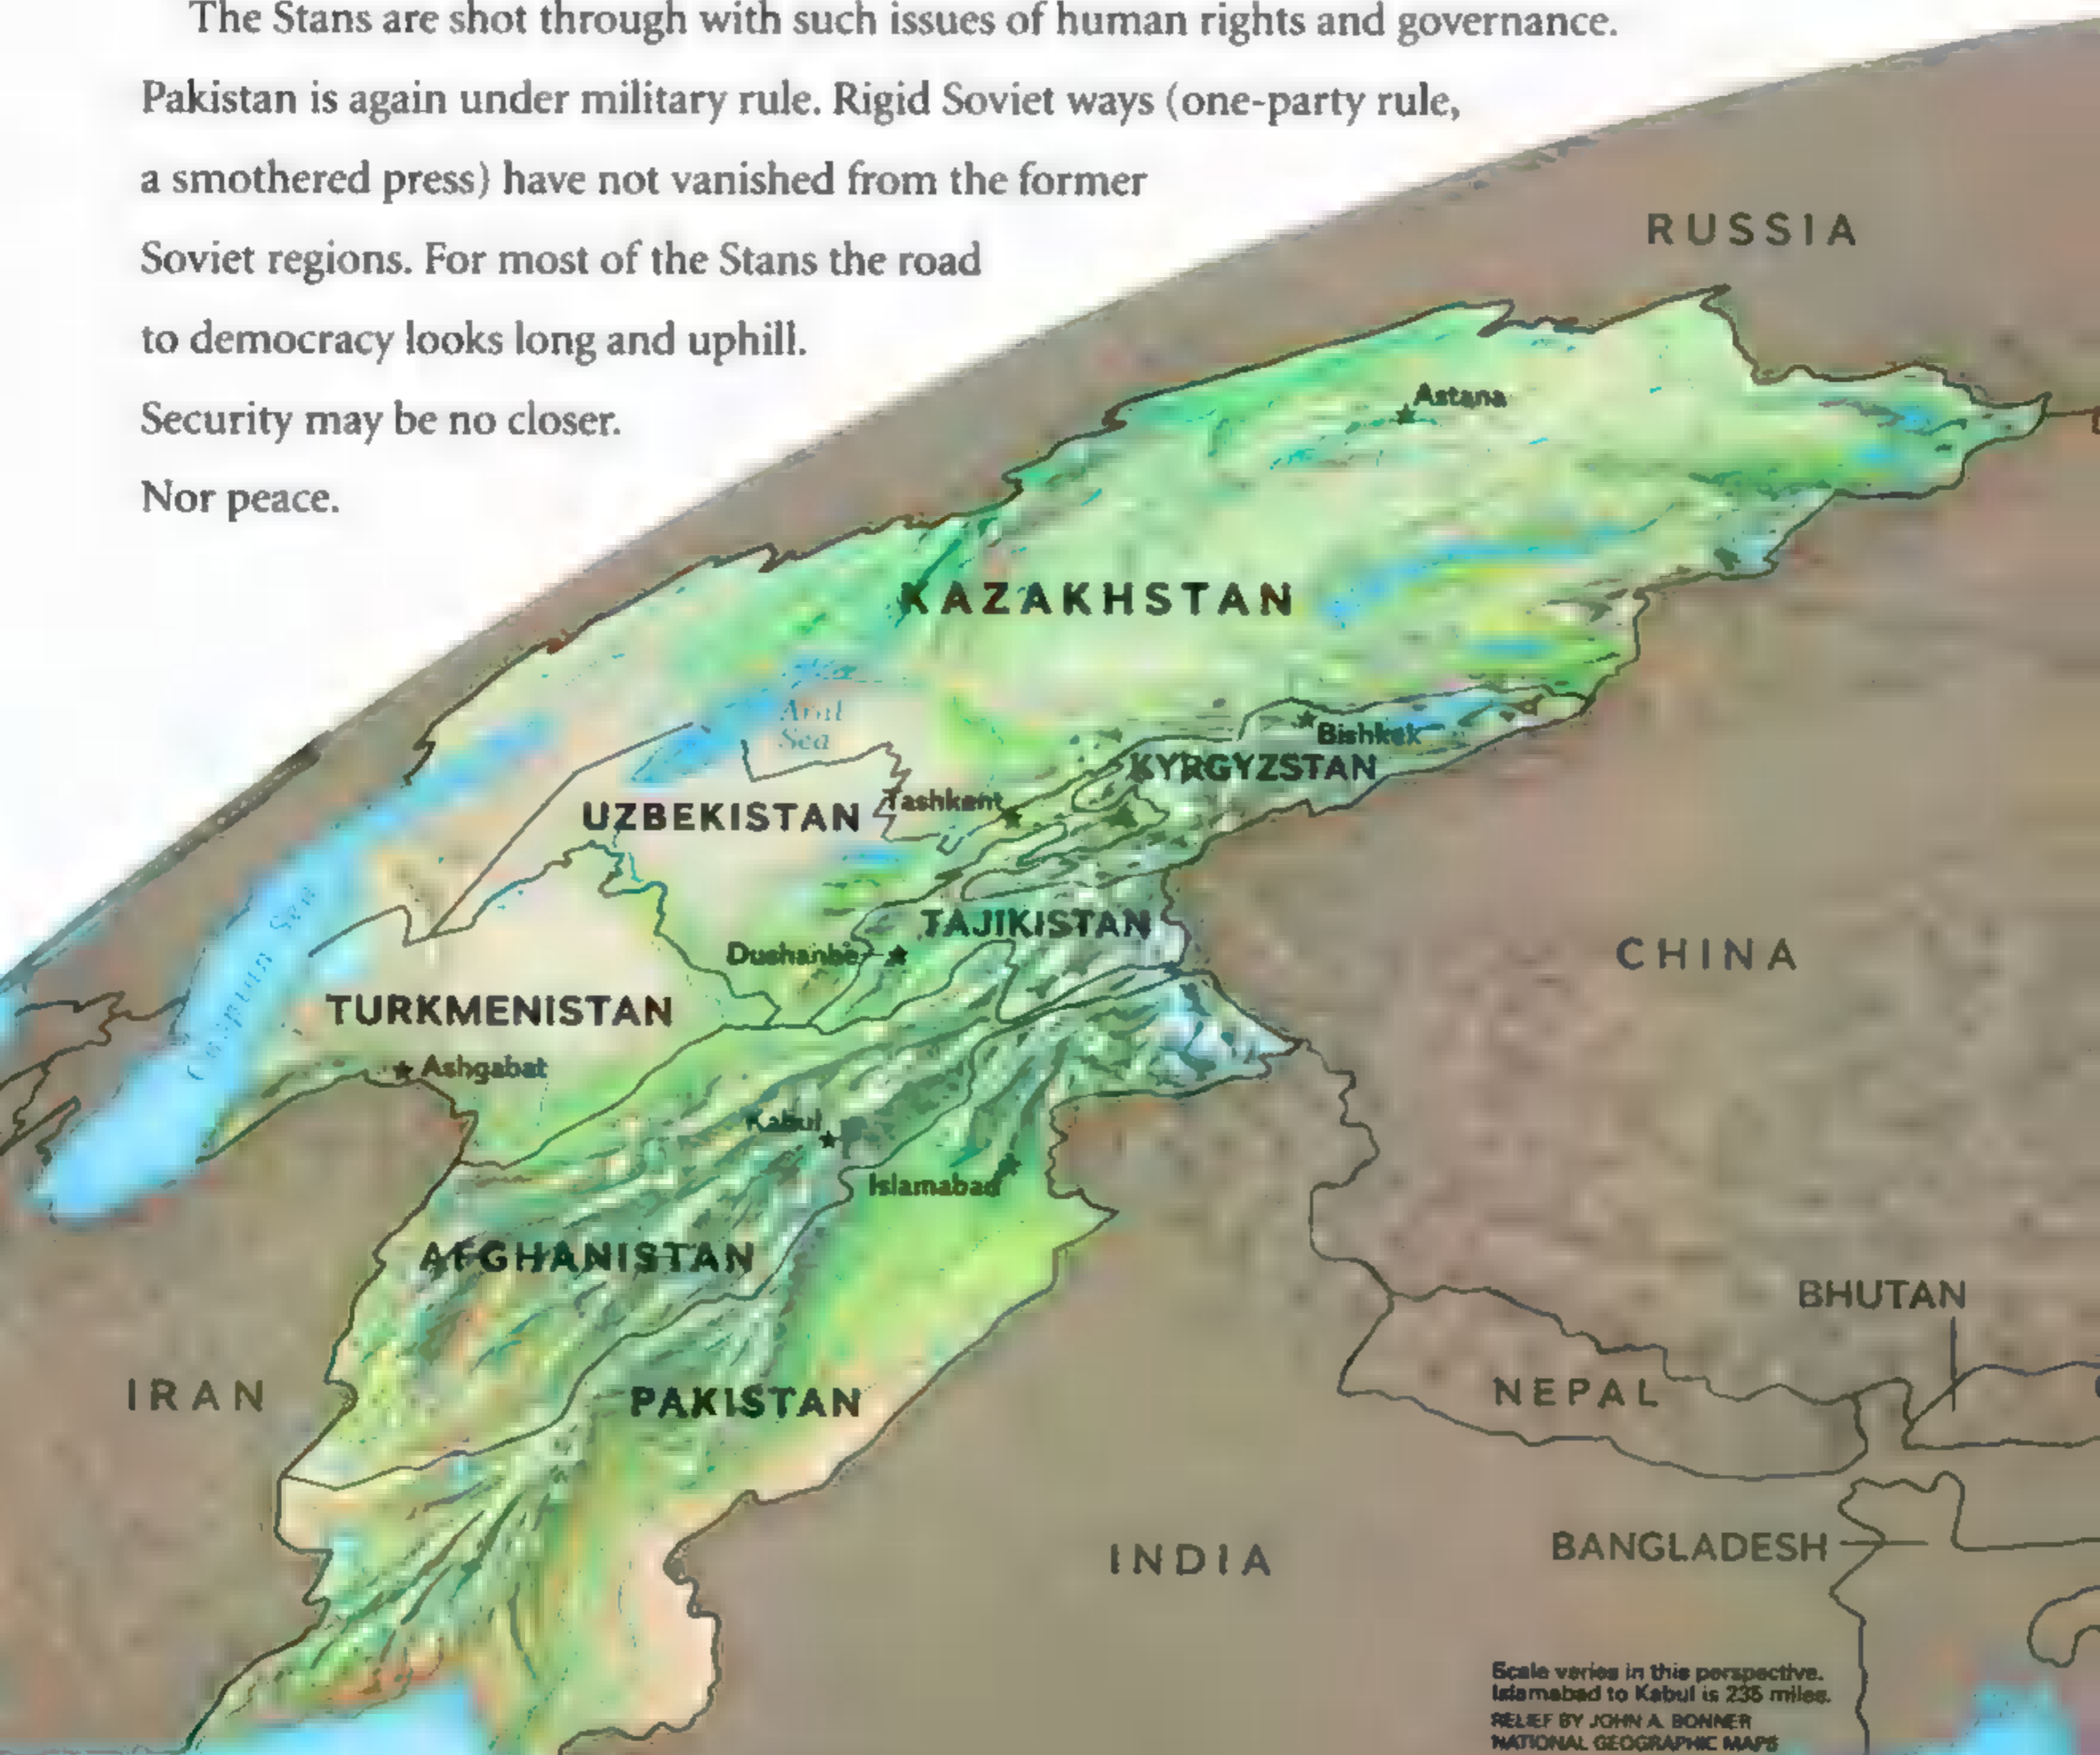 The Stans are shot through with such issues of human rights and governance.
Pakistan is again under military rule. Rigid Soviet ways (one-party rule,
a smothered press) have not vanished from the former
Soviet regions. For most of the Stans the road
to democracy looks long and uphill.
Security may be no closer.
Nor peace.
RUSSIA
Astana
KAZAKHSTAN
Aral
Sea
Bishkek
KYRGYZSTAN
Tashkent
UZBEKISTAN
TAJIKISTAN
Dushanbe
CHINA
Caspian Sea
TURKMENISTAN
Ashgabat
Kabul
Islamabad
AFGHANISTAN
BHUTAN
IRAN
PAKISTAN
NEPAL
INDIA
BANGLADESH
Scale varies in this perspective.
Islamabad to Kabul is 235 miles.
RELIEF BY JOHN A. BONNER
NATIONAL GEOGRAPHIC MAPS